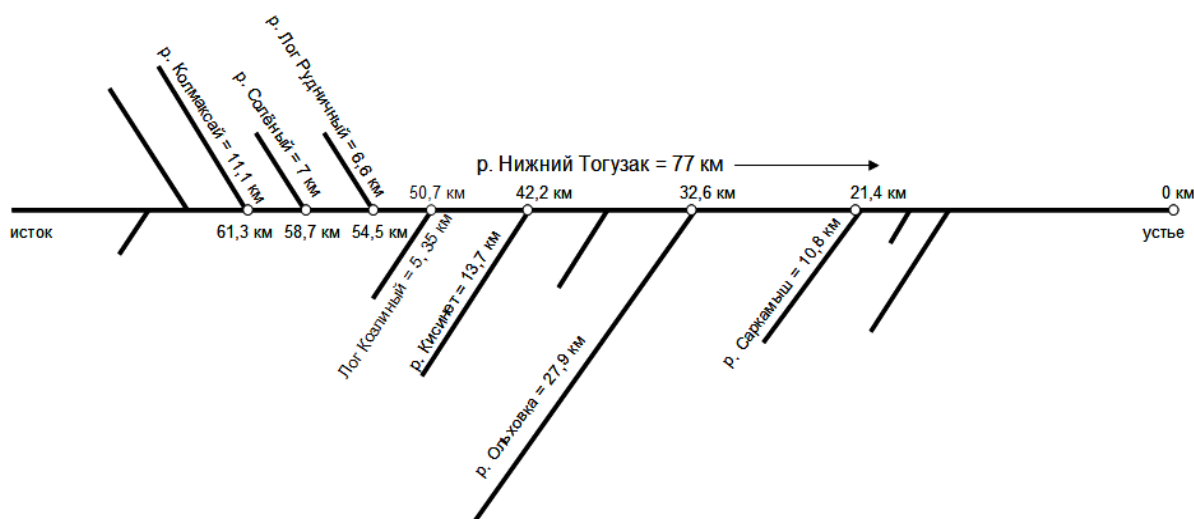 р. Лог Рудничный = 6,6 км
р. Колмаксай = 11,1 км
р. Солёный = 7 км
р. Нижний Тогузак = 77 км
50,7 км
42,2 км
32,6 км
21,4 км
0 км
исток
61,3 км
58,7 км
54,5 км
устье
Лог Козлиный = 5, 35 км
р. Кисинет = 13,7 км
р. Ольховка = 27,9 км
р. Саркамыш = 10,8 км